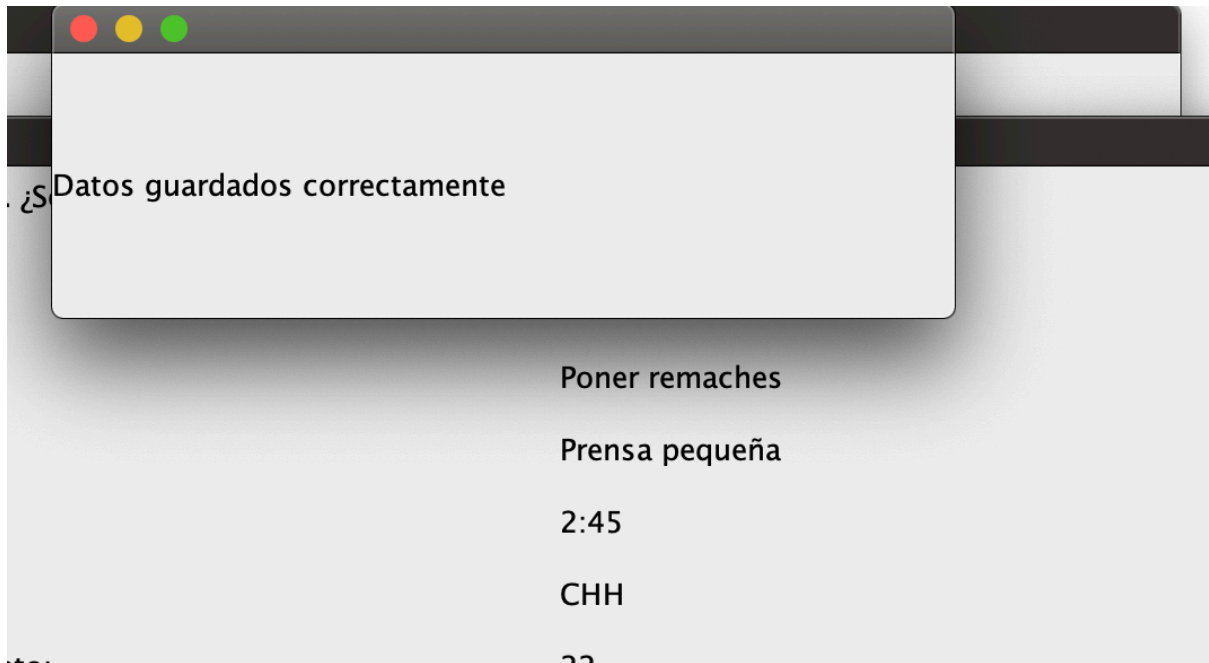 Datos guardados correctamente
. ¿S
Poner remaches
Prensa pequeña
2:45
CHH